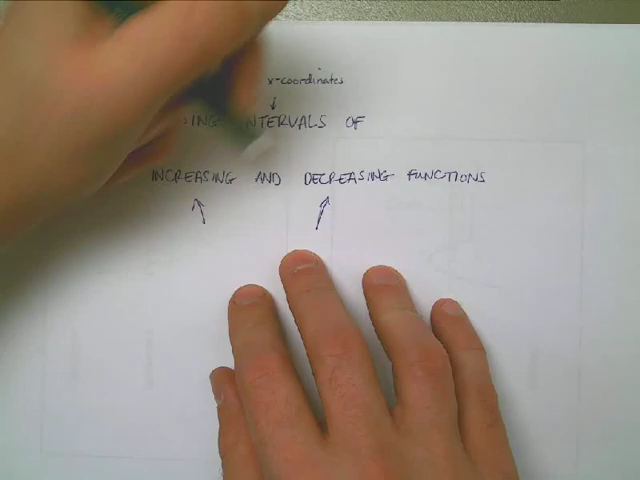 x-coordinates
INTERVALS OF
INCREASING AND DECREASING FUNCTIONS